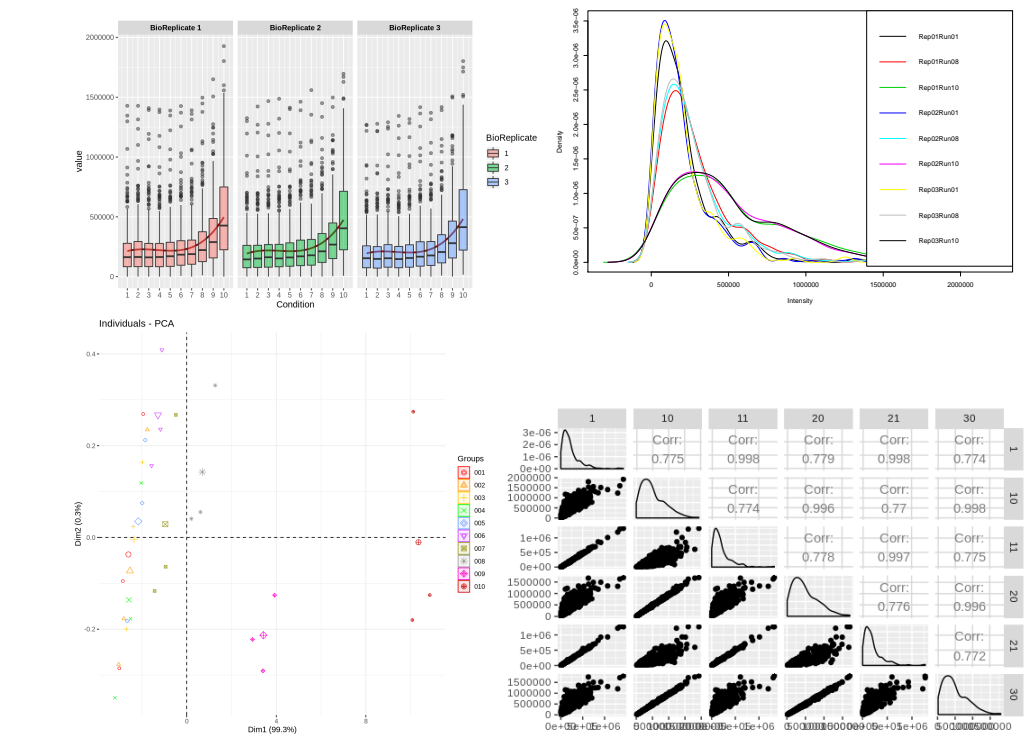 BioReplicate 1 BioReplicate 2 BioReplicate 3
2000000
1500000
1000000
500000
0
value
1 2 3 4 5 6 7 8 9 10 1 2 3 4 5 6 7 8 9 10 1 2 3 4 5 6 7 8 9 10
Condition
BioReplicate
1
2
3
3.5e-06
3.0e-06
2.5e-06
2.0e-06
1.5e-06
1.0e-06
5.0e-07
0.0e+00
Density
Rep01Run01
Rep01Run08
Rep01Run10
Rep02Run01
Rep02Run08
Rep02Run10
Rep03Run01
Rep03Run08
Rep03Run10
0 500000 1000000 1500000 2000000
Intensity
Individuals - PCA
0.4
0.2
0.0
-0.2
Dim2 (0.3%)
0 4 8
Dim1 (99.3%)
Groups
001
002
003
004
005
006
007
008
009
010
1 10 11 20 21 30
3e-06
2e-06
1e-06
0e+00
Corr: Corr: Corr: Corr: Corr:
0.775 0.998 0.779 0.998 0.774
1
2000000
1500000
1000000
500000
0
Corr: Corr: Corr: Corr:
0.774 0.996 0.77 0.998
10
1e+06
5e+05
0e+00
Corr: Corr: Corr:
0.778 0.997 0.775
11
1500000
1000000
500000
0
Corr: Corr:
0.776 0.996
20
1e+06
5e+05
0e+00
Corr:
0.772
21
1500000
1000000
500000
0
30